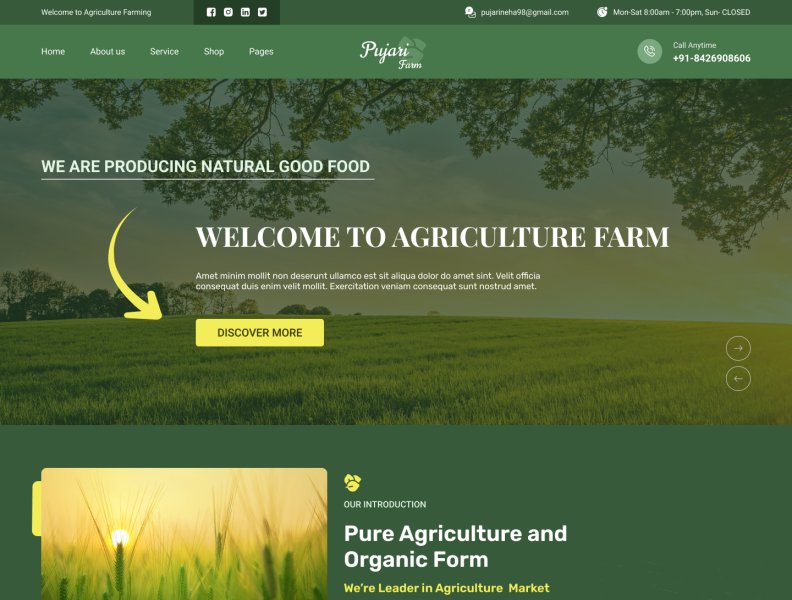 Welcome to Agriculture Farming
pujarineha98@gmail.com
Mon-Sat 8:00am - 7:00pm, Sun- CLOSED
Home
About us
Service
Shop
Pages
Pujari
Farm
Call Anytime
+91-8426908606
WE ARE PRODUCING NATURAL GOOD FOOD
WELCOME TO AGRICULTURE FARM
Amet minim mollit non deserunt ullamco est sit aliqua dolor do amet sint. Velit officia
consequat duis enim velit mollit. Exercitation veniam consequat sunt nostrud amet.
DISCOVER MORE
OUR INTRODUCTION
Pure Agriculture and
Organic Form
We're Leader in Agriculture Market